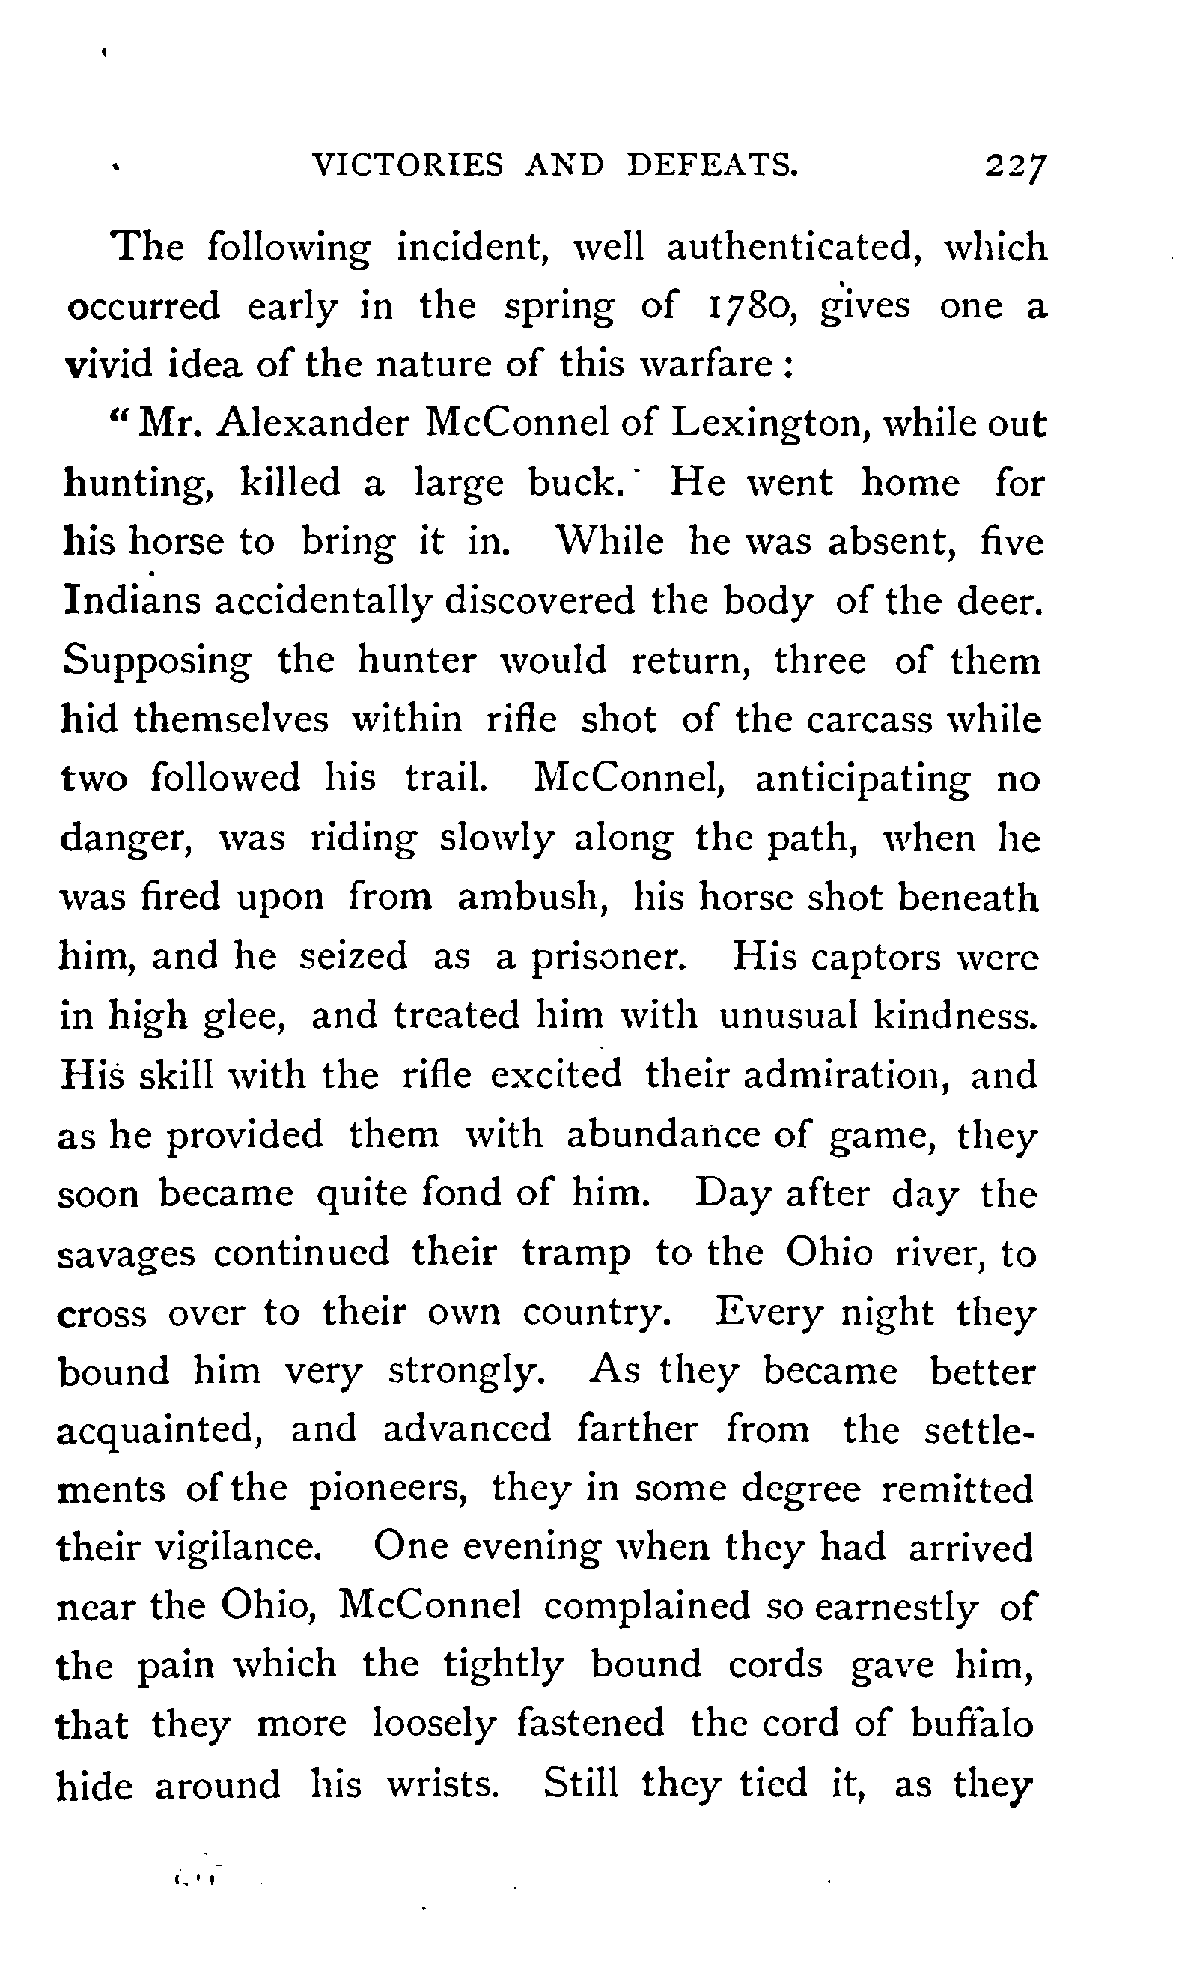 VICTORIES AND DEFEATS. 227
The following incident, well authenticated, which
occurred early in the spring of 1780, gives one a
vivid idea of the nature of this warfare :
“ Mr. Alexander McConnel of Lexington, while out
hunting, killed a large buck. He went home for
his horse to bring it in. While he was absent, five
Indians accidentally discovered the body of the deer.
Supposing the hunter would return, three of them
hid themselves within rifle shot of the carcass while
two followed his trail. McConnel, anticipating no
danger, was riding slowly along the path, when he
was fired upon from ambush, his horse shot beneath
him, and he seized as a prisoner. His captors were
in high glee, and treated him with unusual kindness.
His skill with the rifle excited their admiration, and
as he provided them with abundance of game, they
soon became quite fond of him. Day after day the
savages continued their tramp to the Ohio river, to
cross over to their own country. Every night they
bound him very strongly. As they became better
acquainted, and advanced farther from the settle-
ments of the pioneers, they in some degree remitted
their vigilance. One evening when they had arrived
near the Ohio, McConnel complained so earnestly of
the pain which the tightly bound cords gave him,
that they more loosely fastened the cord of buffalo
hide around his wrists. Still they tied it, as they